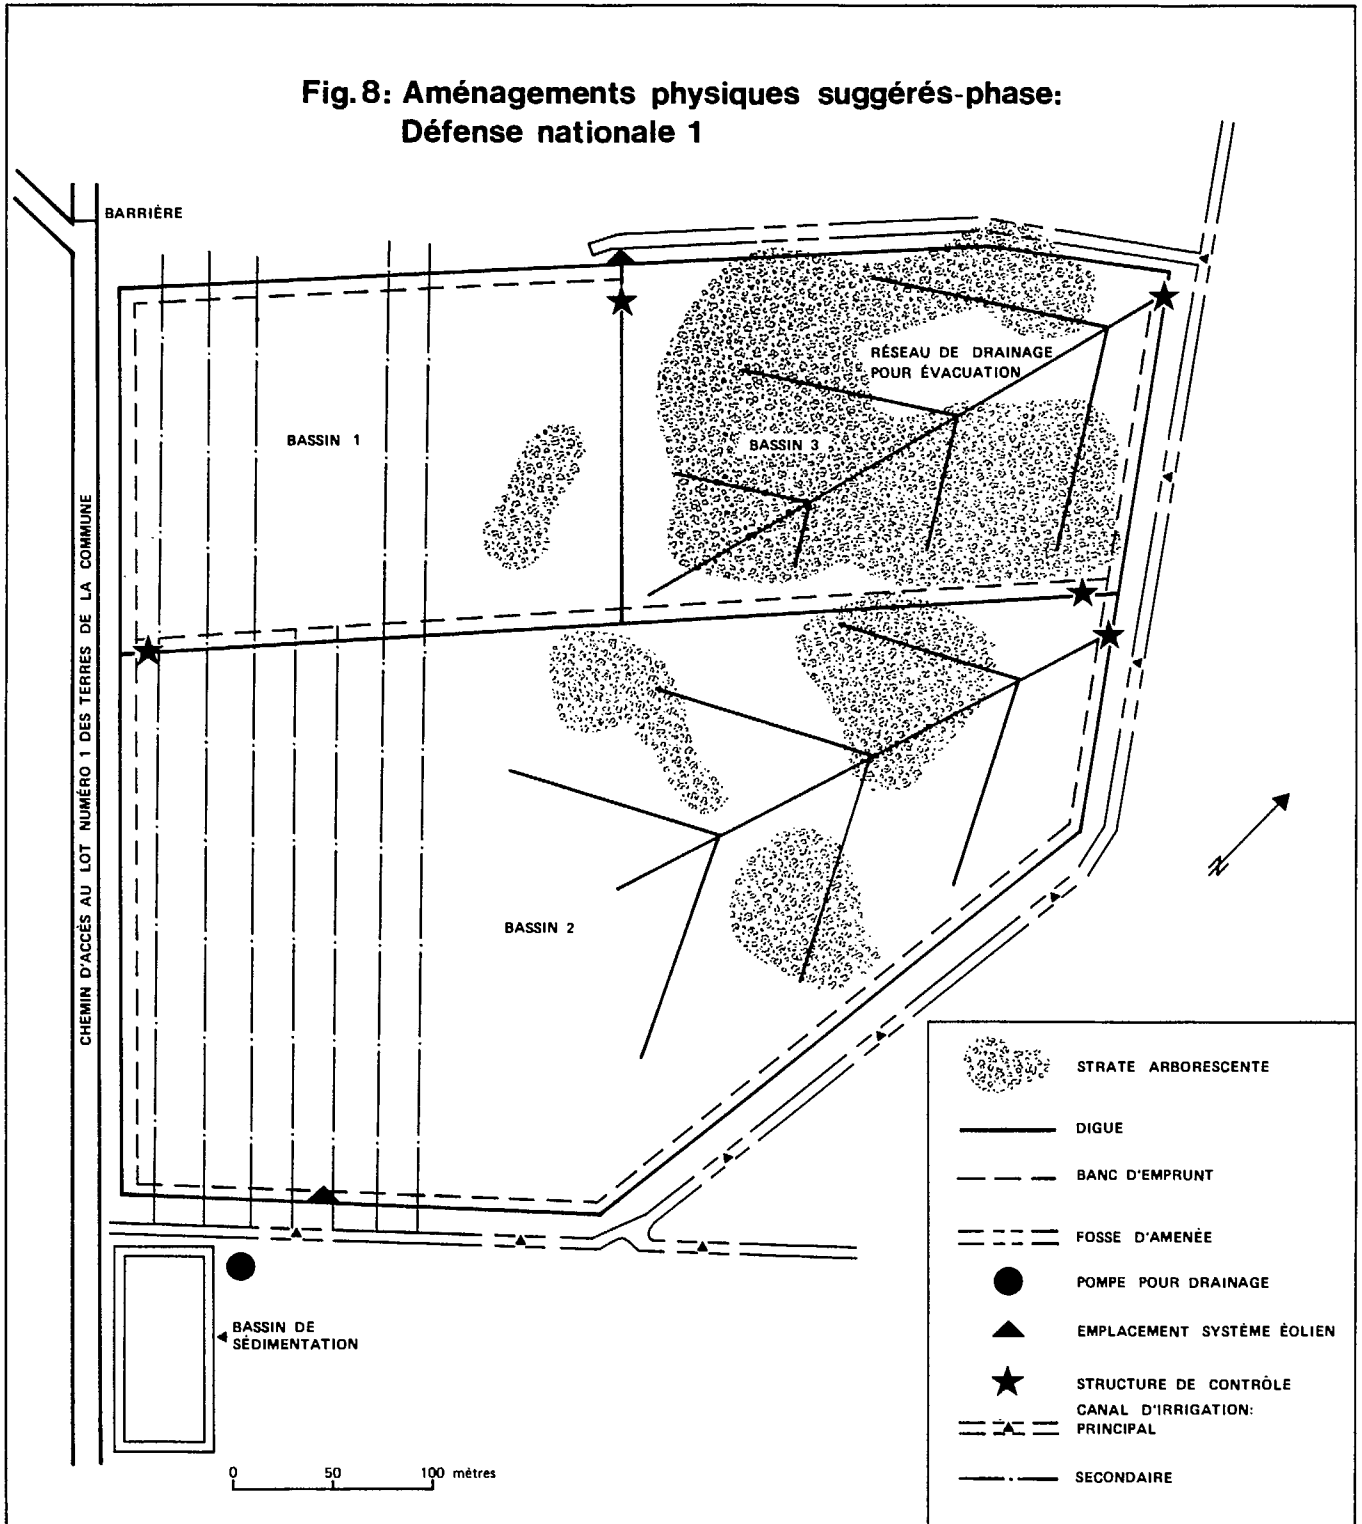 Fig. 8: Aménagements physiques suggérés-phase:
Défense nationale 1
BARRIÈRE
RÉSEAU DE DRAINAGE
POUR ÉVACUATION
BASSIN 1
BASSIN 3
CHEMIN D'ACCÈS AU LOT NUMÉRO 1 DES TERRES DE LA COMMUNE
BASSIN 2
N
BASSIN DE
SÉDIMENTATION
0 50 100 mètres
STRATE ARBORESCENTE
DIGUE
BANC D'EMPRUNT
FOSSE D'AMENÉE
POMPE POUR DRAINAGE
EMPLACEMENT SYSTÈME ÉOLIEN
STRUCTURE DE CONTRÔLE
CANAL D'IRRIGATION:
PRINCIPAL
SECONDAIRE